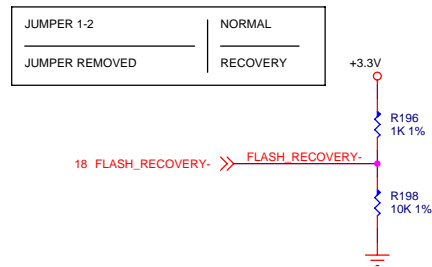 JUMPER 1-2 NORMAL
JUMPER REMOVED RECOVERY
+3.3V
R196
1K 1%
18 FLASH_RECOVERY- FLASH_RECOVERY-
R198
10K 1%